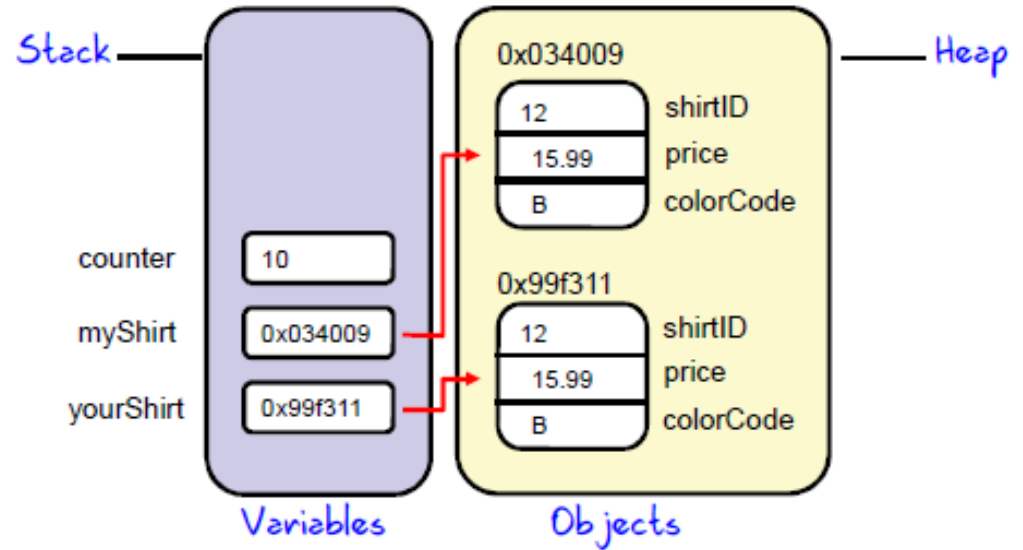 Stack
Heap
0x034009
12 shirtID
15.99 price
B colorCode
counter 10
0x99f311
myShirt 0x034009
12 shirtID
15.99 price
yourShirt 0x99f311
B colorCode
Variables
Objects